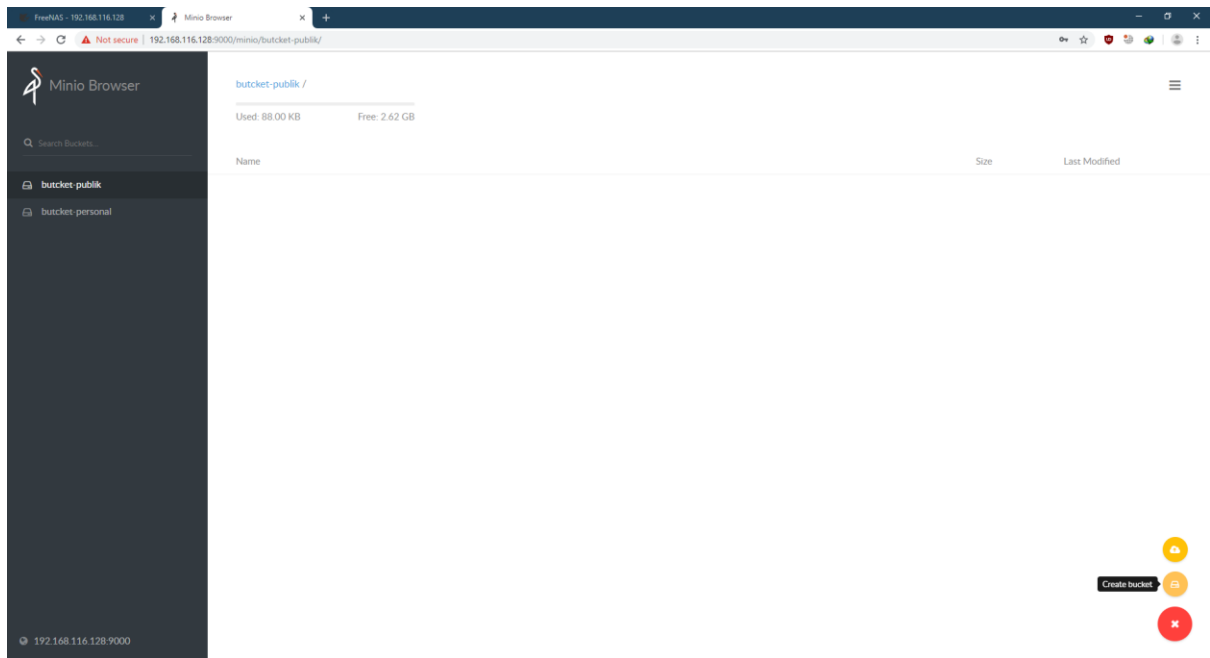 FreeNAS - 192.168.116.128
Minio Browser
Not secure | 192.168.116.128:9000/minio/butcket-publik/
Minio Browser
butcket-publik /
Used: 88.00 KB Free: 2.62 GB
Search Buckets...
Name Size Last Modified
butcket-publik
butcket-personal
Create bucket
192.168.116.128:9000